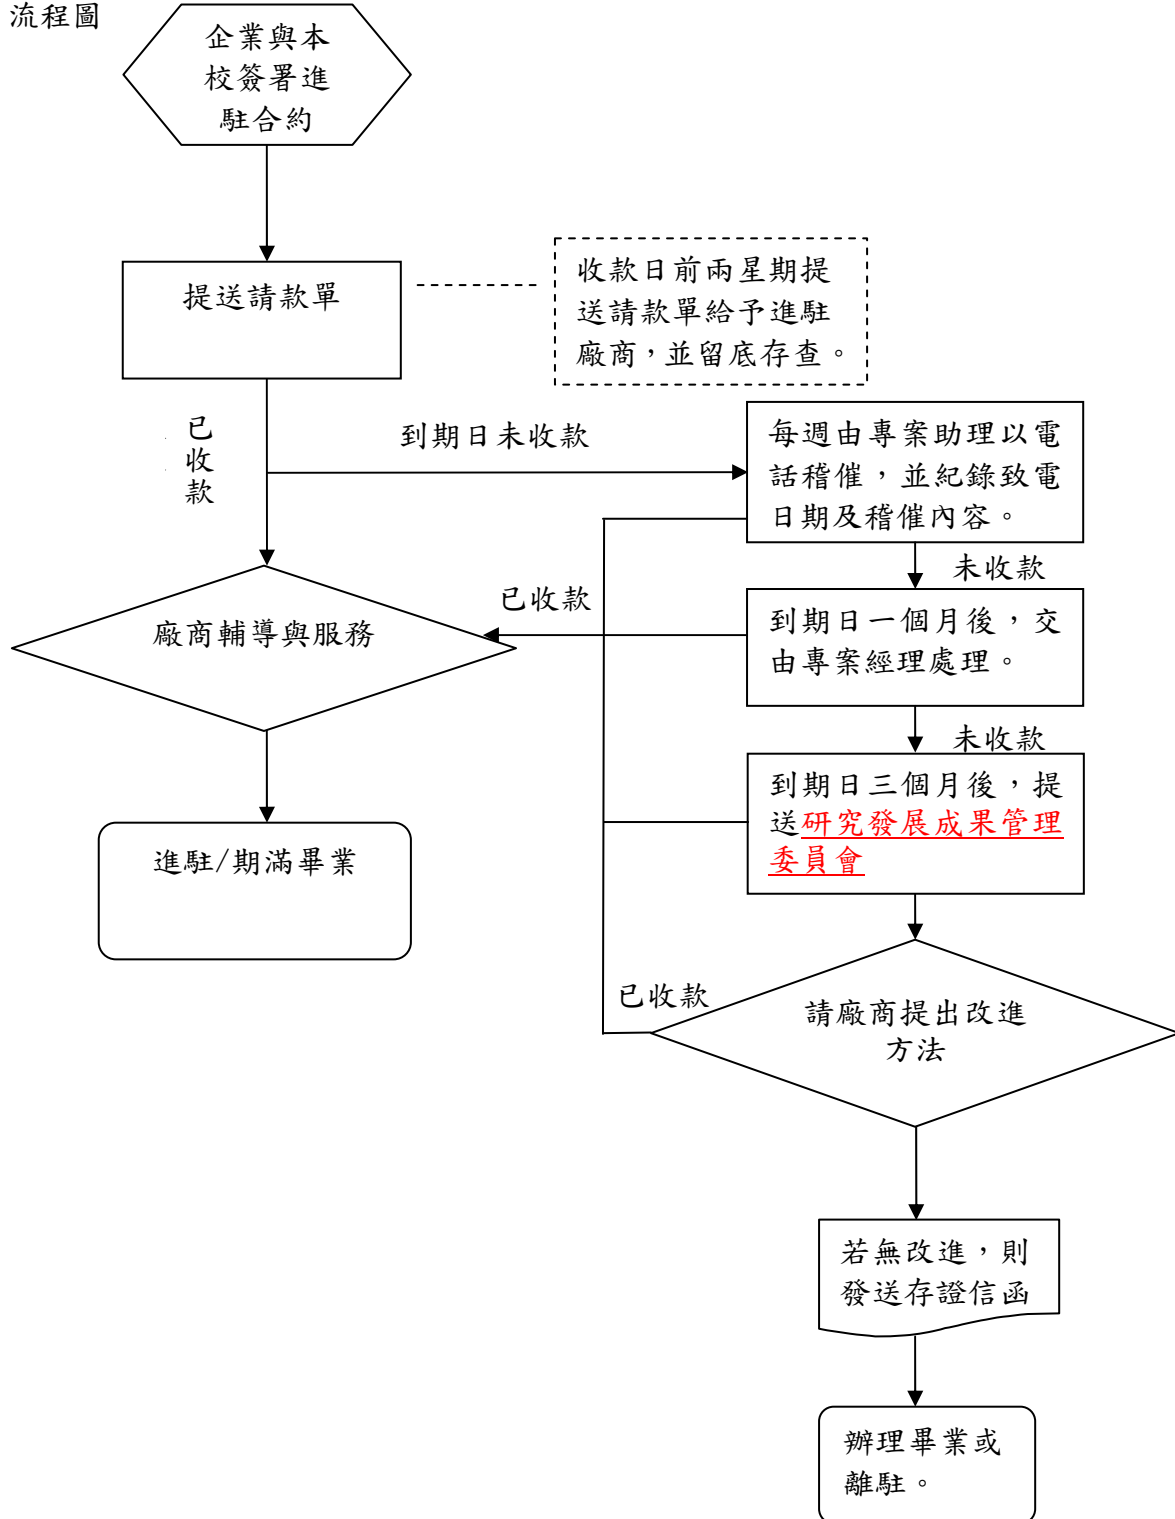 流程圖
企業與本
校簽署進
駐合約
提送請款單
收款日前兩星期提
送請款單給予進駐
廠商，並留底存查。
已
收
款
到期日未收款
每週由專案助理以電
話稽催，並紀錄致電
日期及稽催內容。
未收款
已收款
廠商輔導與服務
到期日一個月後，交
由專案經理處理。
未收款
到期日三個月後，提
送研究發展成果管理
委員會
進駐/期滿畢業
已收款
請廠商提出改進
方法
若無改進，則
發送存證信函
辦理畢業或
離駐。